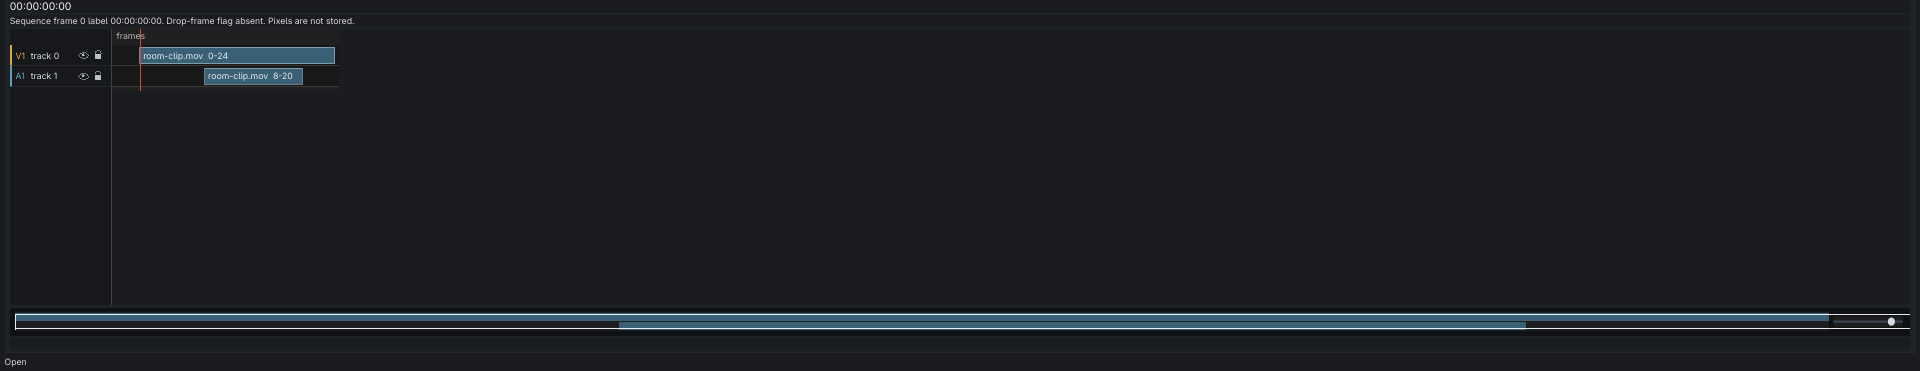 00:00:00:00
Sequence frame 0 label 00:00:00:00. Drop-frame flag absent. Pixels are not stored.
frames
V1 track 0 room-clip.mov 0-24
A1 track 1 room-clip.mov 8-20
Open